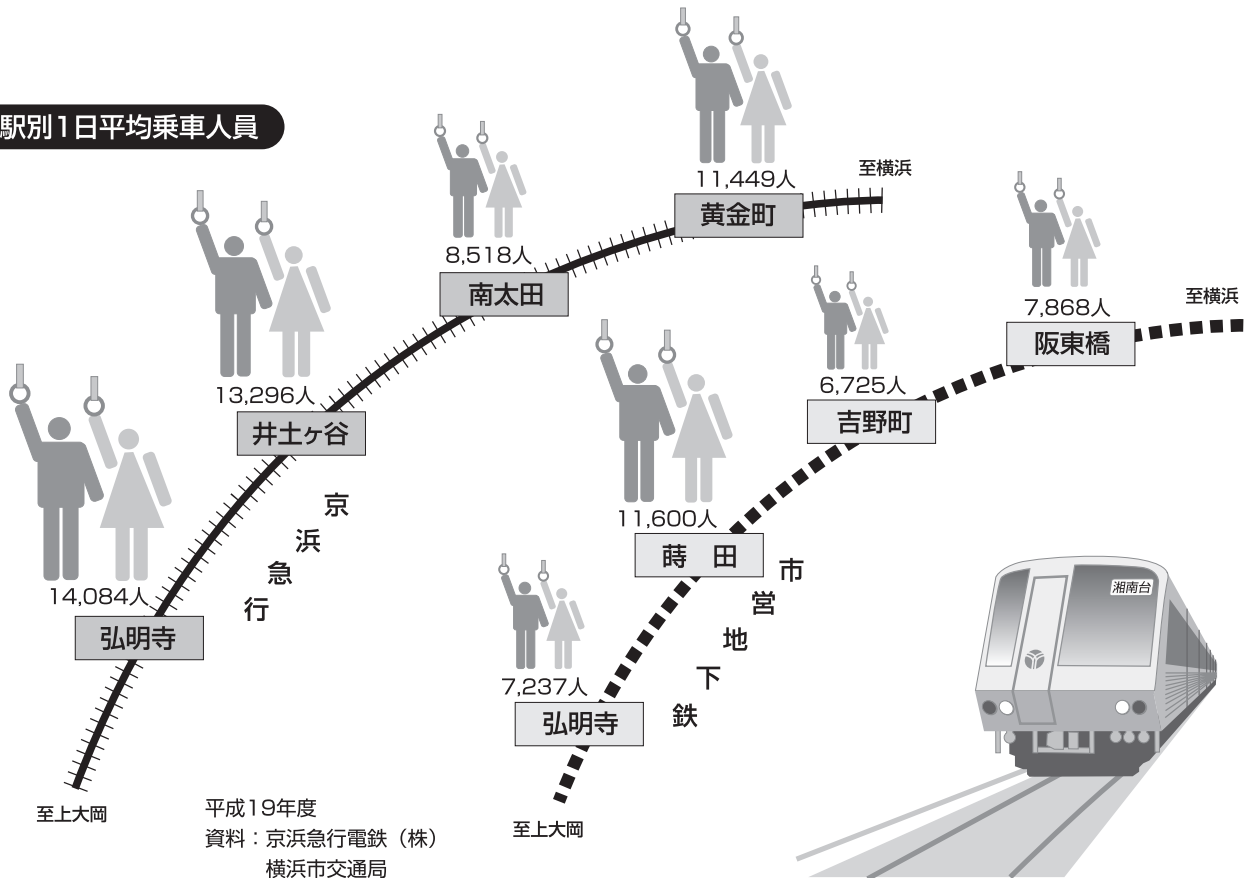 駅別1日平均乗車人員
11,449人
黄金町
至横浜
8,518人
南太田
13,296人
井土ヶ谷
14,084人
弘明寺
京浜急行
至上大岡
7,868人
阪東橋
至横浜
6,725人
吉野町
11,600人
蒔　田
7,237人
弘明寺
市営地下鉄
至上大岡
湘南台
平成19年度
資料：京浜急行電鉄（株）
横浜市交通局